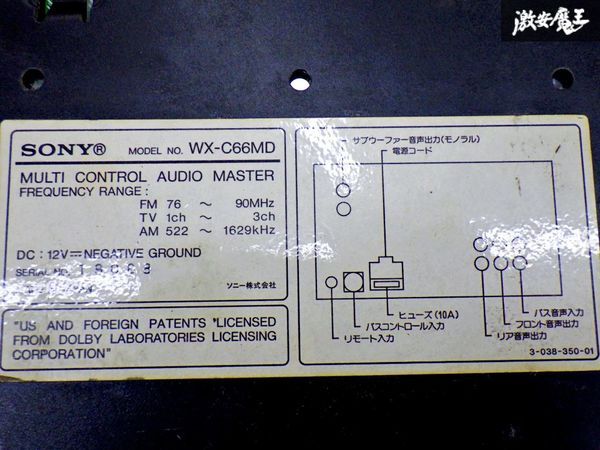 激安魔王
SONY® MODEL NO. WX-C66MD
MULTI CONTROL AUDIO MASTER
FREQUENCY RANGE :
FM 76 ～ 90MHz
TV 1ch ～ 3ch
AM 522 ～ 1629kHz
DC : 12V⎓NEGATIVE GROUND
SERIAL NO.
ソニー株式会社
"US AND FOREIGN PATENTS "LICENSED
FROM DOLBY LABORATORIES LICENSING
CORPORATION"
サブウーファー音声出力(モノラル)
電源コード
ヒューズ (10A)
バスコントロール入力
リモート入力
バス音声入力
フロント音声出力
リア音声出力
3-038-350-01